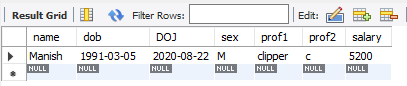 Result Grid Filter Rows: Edit:
name dob DOJ sex prof1 prof2 salary
Manish 1991-03-05 2020-08-22 M clipper c 5200
NULL NULL NULL NULL NULL NULL NULL